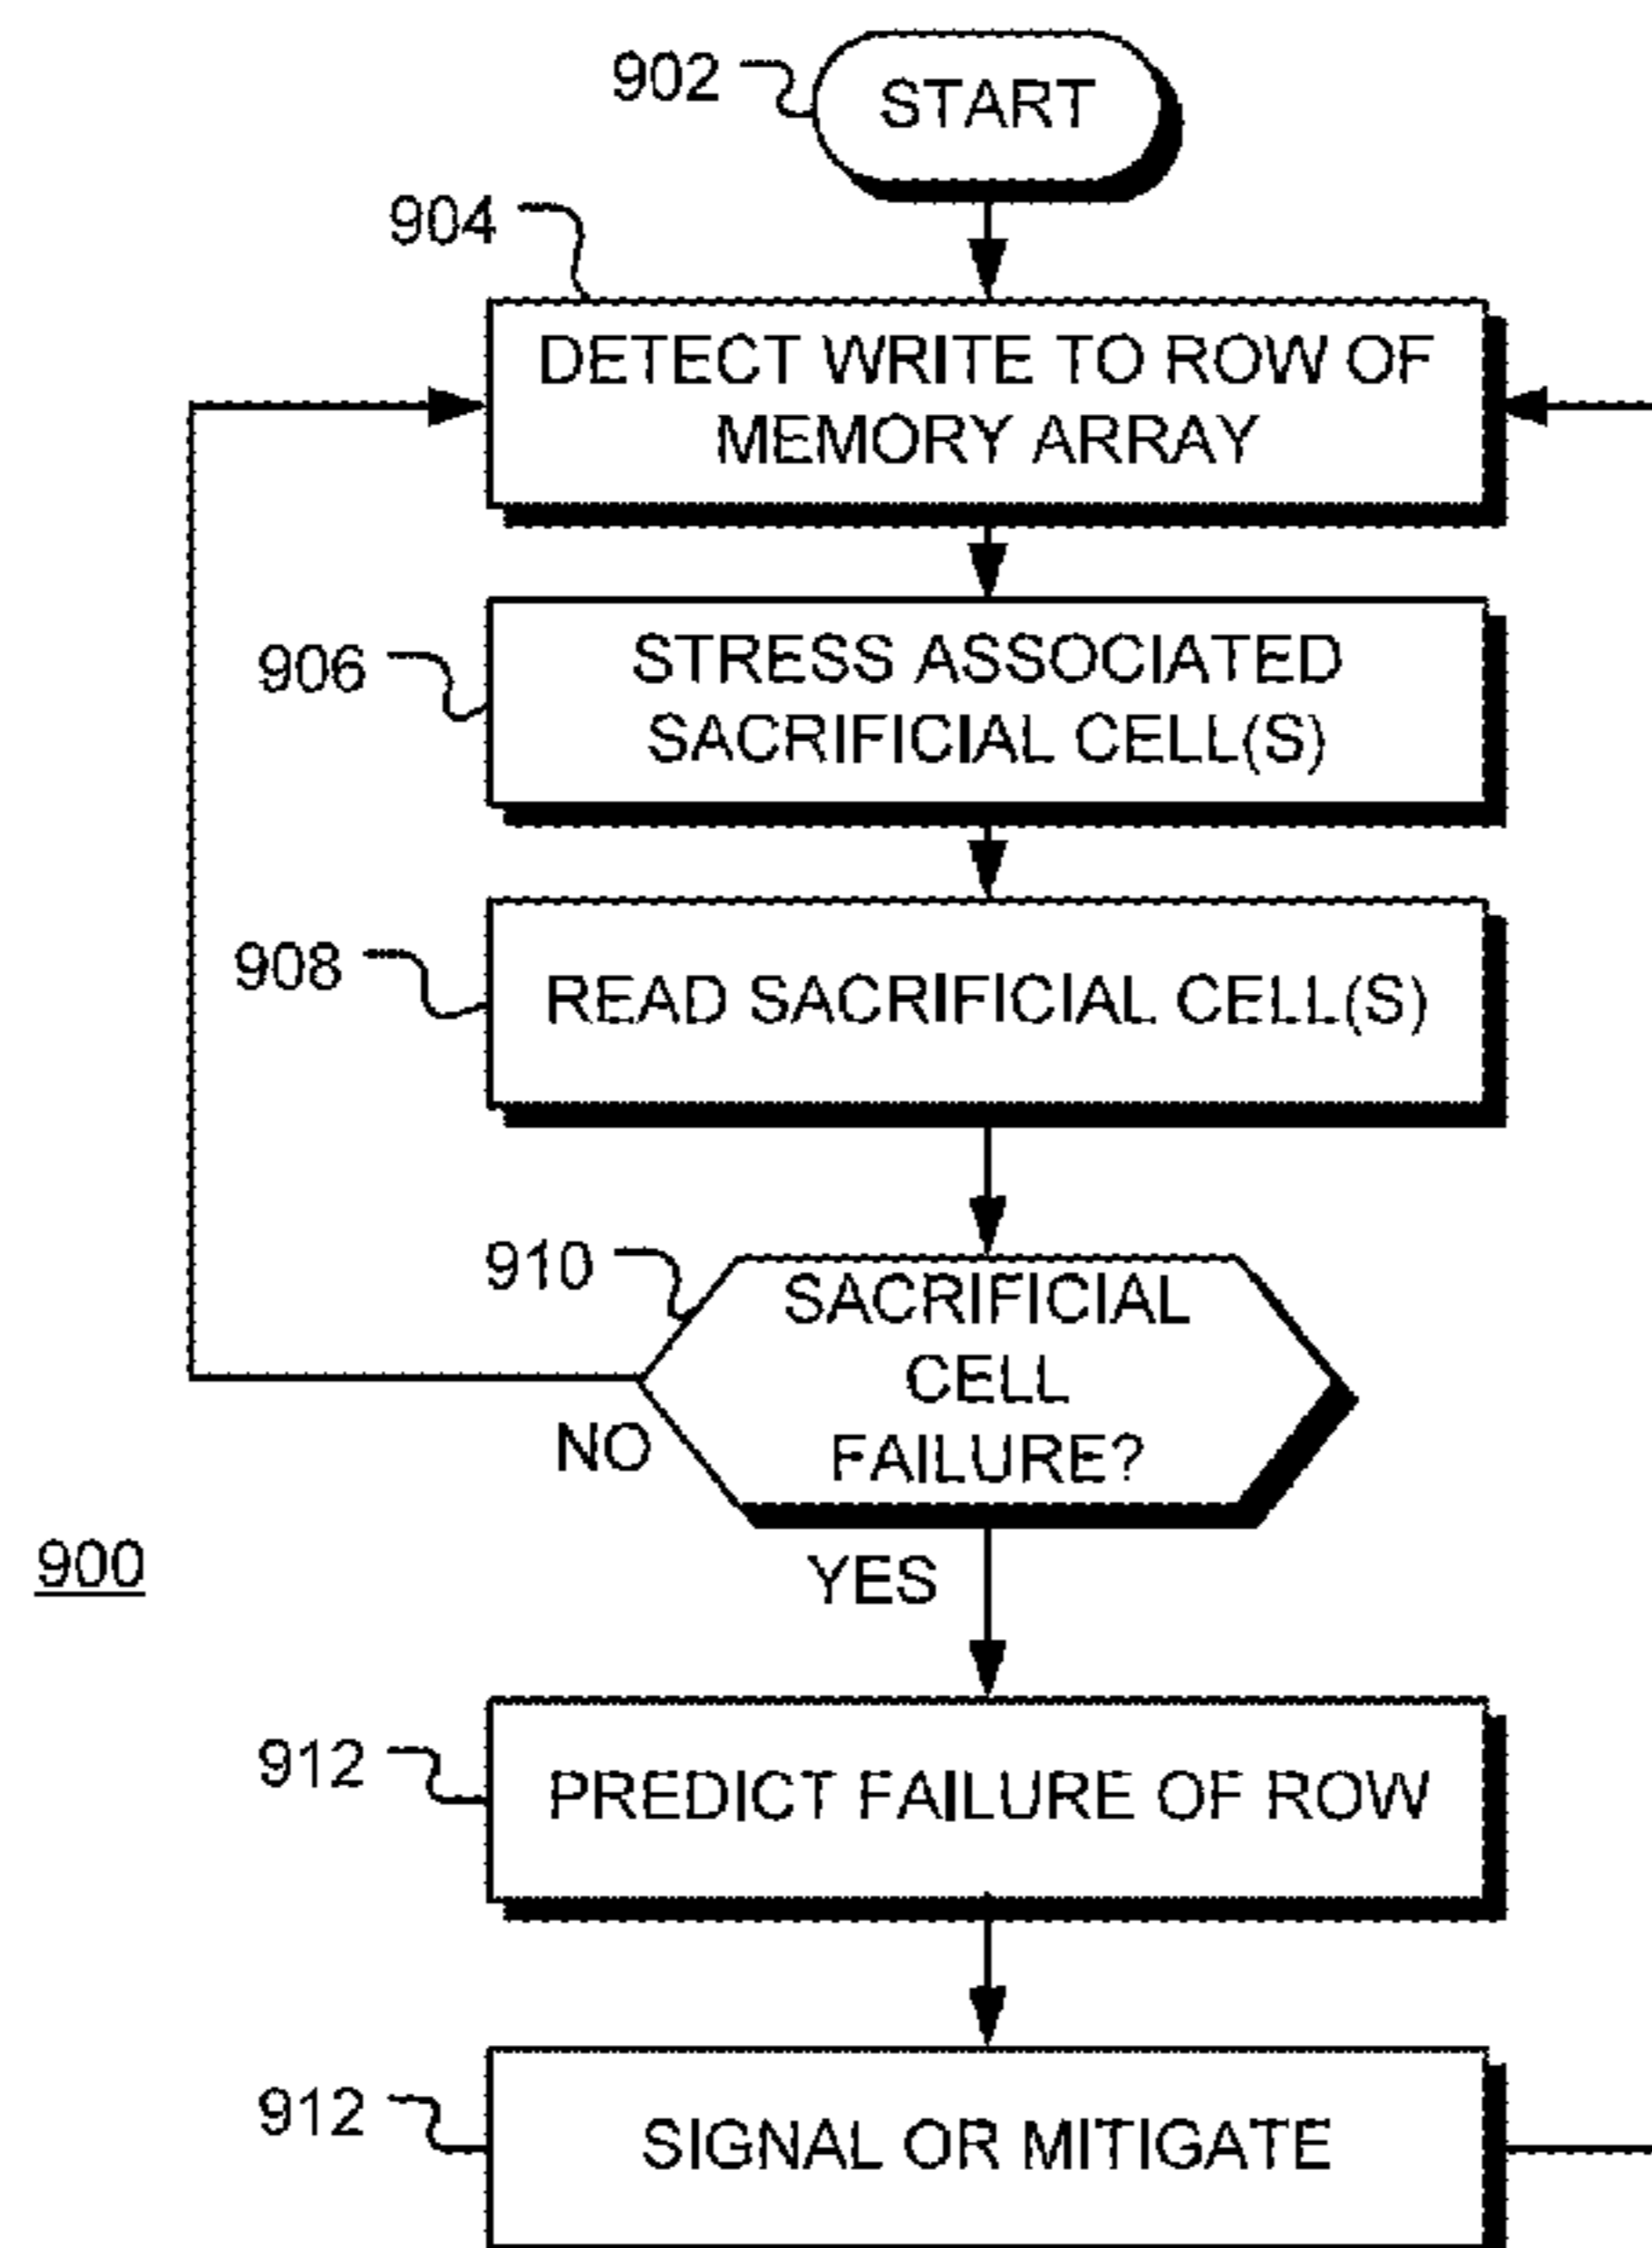 902
START
904
DETECT WRITE TO ROW OF
MEMORY ARRAY
906
STRESS ASSOCIATED
SACRIFICIAL CELL(S)
908
READ SACRIFICIAL CELL(S)
910
SACRIFICIAL
CELL
FAILURE?
NO
900
YES
912
PREDICT FAILURE OF ROW
912
SIGNAL OR MITIGATE